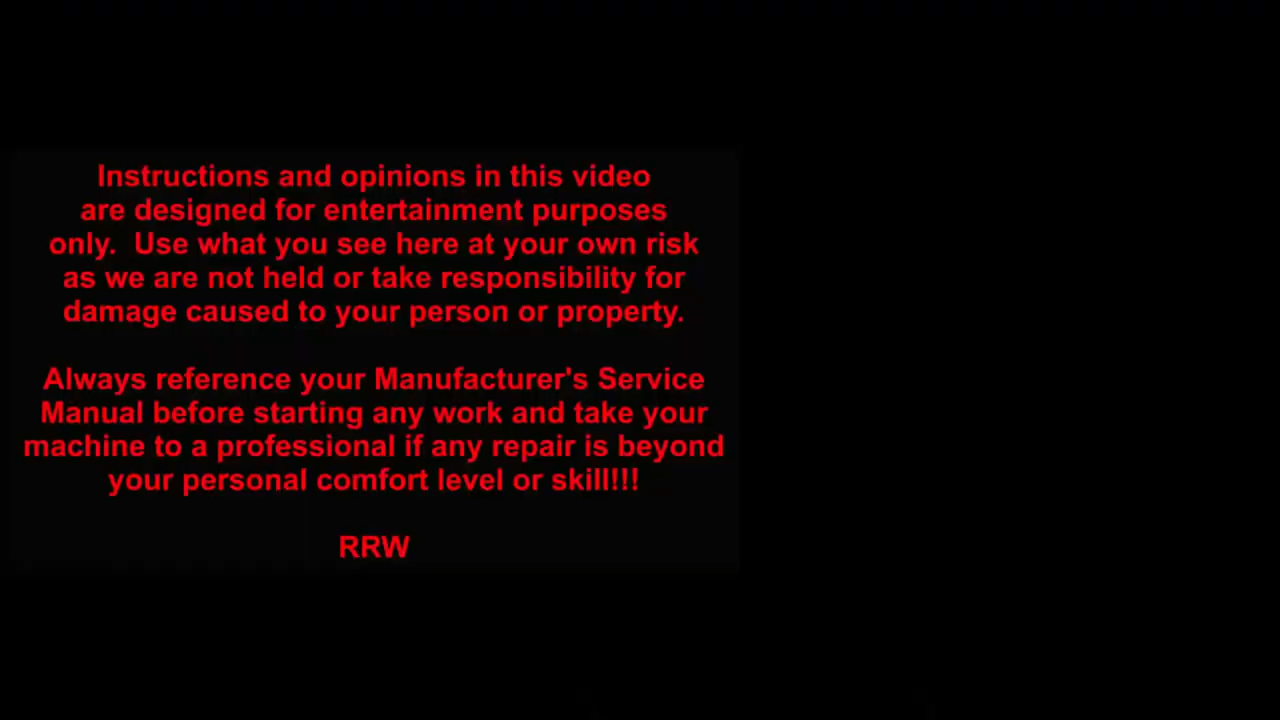 Instructions and opinions in this video
are designed for entertainment purposes
only.  Use what you see here at your own risk
as we are not held or take responsibility for
damage caused to your person or property.
Always reference your Manufacturer's Service
Manual before starting any work and take your
machine to a professional if any repair is beyond
your personal comfort level or skill!!!
RRW